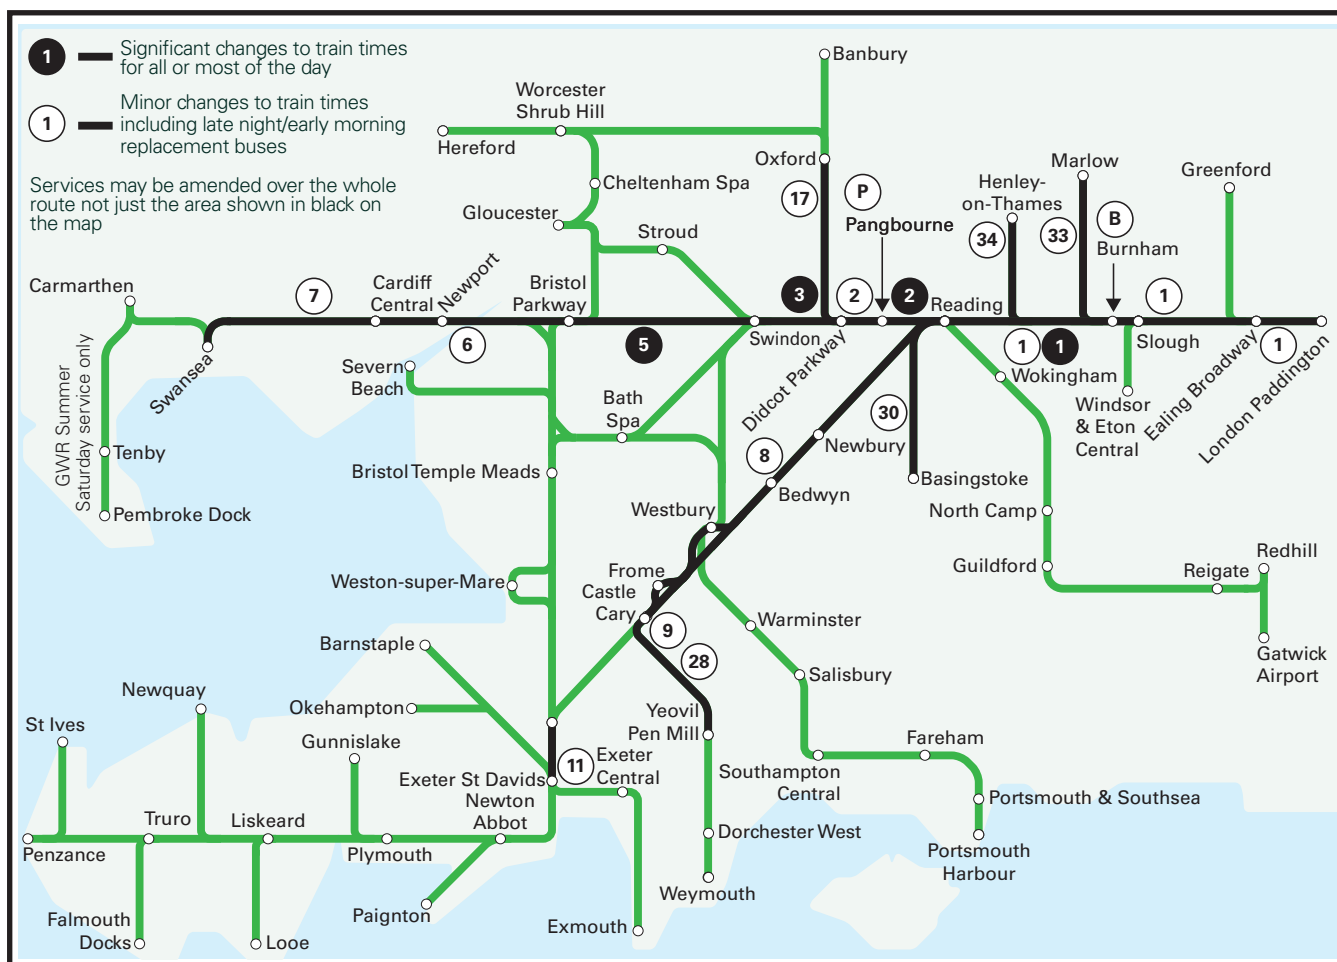 1
Significant changes to train times
for all or most of the day
1
Minor changes to train times
including late night/early morning
replacement buses
Services may be amended over the whole
route not just the area shown in black on
the map
Banbury
Worcester
Shrub Hill
Hereford
Oxford
Marlow
Greenford
Henley-
on-Thames
Cheltenham Spa
17
P
Pangbourne
Gloucester
Stroud
34
33
B
Burnham
Carmarthen
7
Cardiff
Central
Newport
Bristol
Parkway
3
2
2
Reading
1
6
5
Swindon
1
1
Slough
1
Swansea
Severn
Beach
Didcot Parkway
Wokingham
Ealing Broadway
London Paddington
GWR Summer
Saturday service only
Bath
Spa
30
Windsor
& Eton
Central
Tenby
Newbury
8
Bristol Temple Meads
Basingstoke
Bedwyn
Pembroke Dock
Westbury
North Camp
Redhill
Guildford
Reigate
Weston-super-Mare
Frome
Castle
Cary
9
Warminster
Barnstaple
28
Gatwick
Airport
Salisbury
Newquay
Okehampton
Yeovil
Pen Mill
St Ives
Gunnislake
Fareham
11
Exeter
Central
Exeter St Davids
Southampton
Central
Newton
Abbot
Portsmouth & Southsea
Truro
Liskeard
Dorchester West
Penzance
Plymouth
Portsmouth
Harbour
Weymouth
Falmouth
Docks
Paignton
Looe
Exmouth